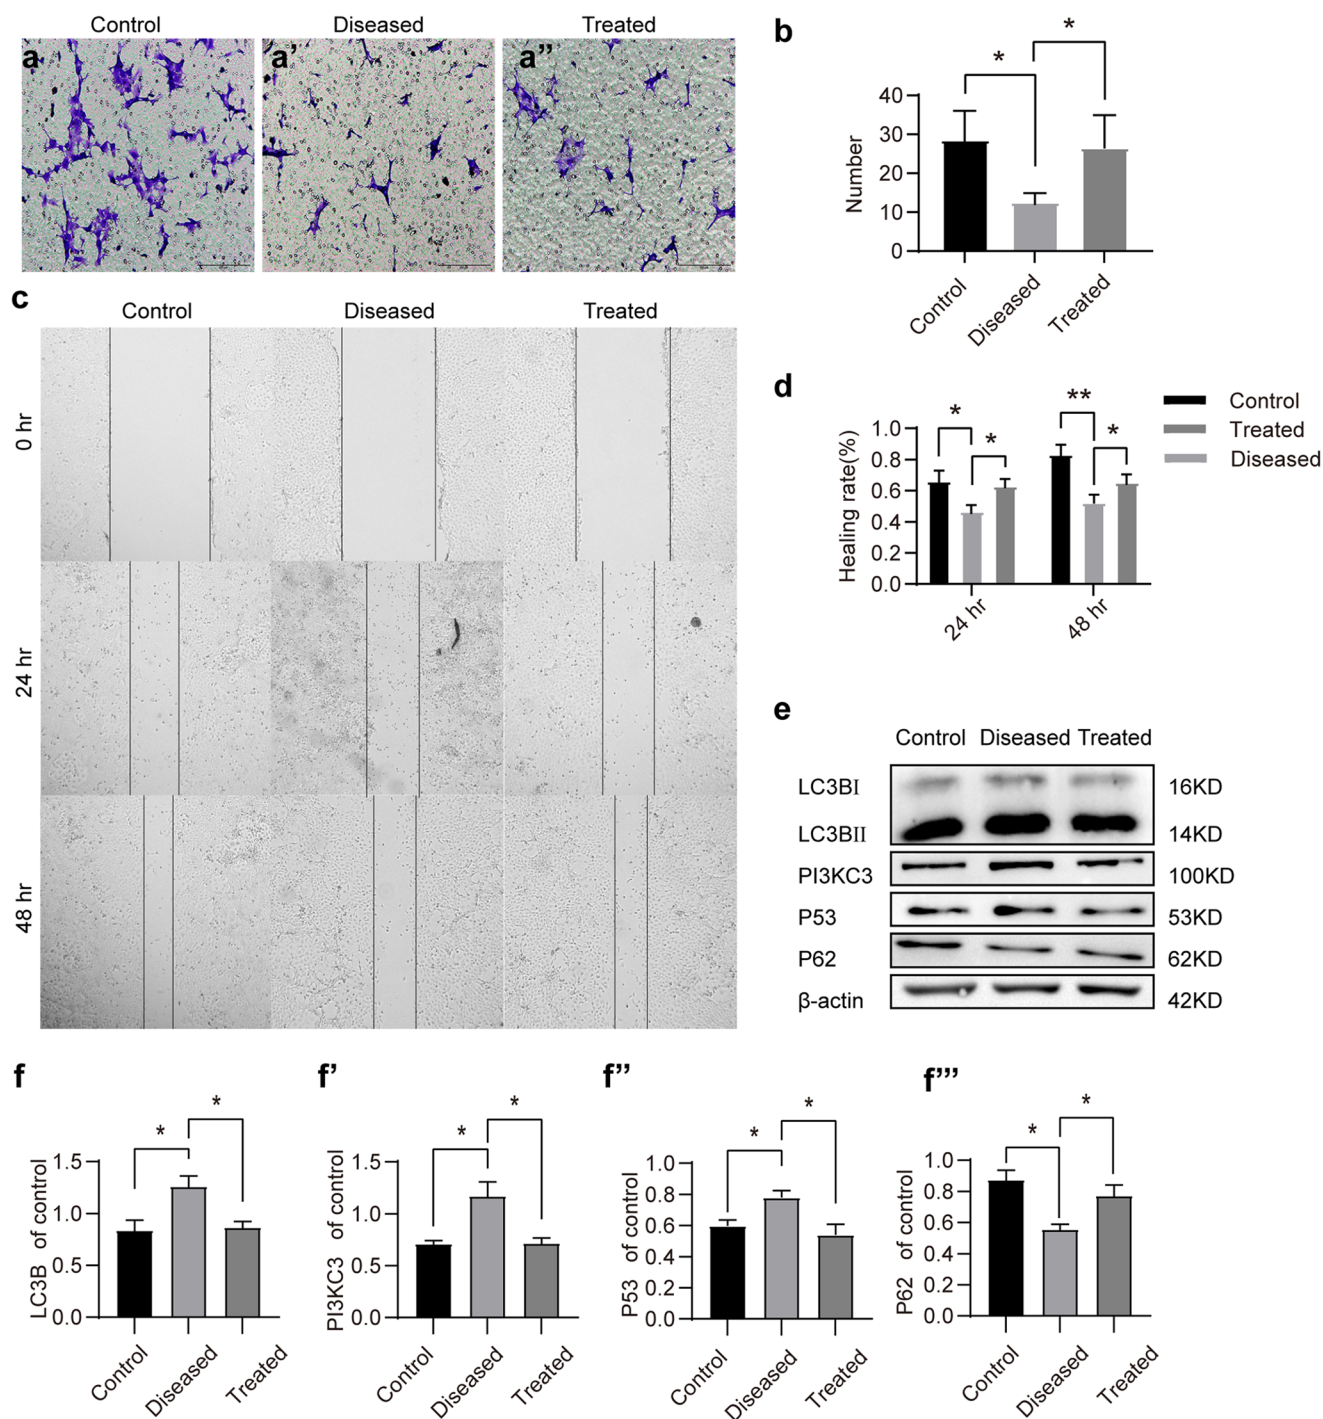 Control Diseased Treated
a a' a''
b
* *
Number
40
30
20
10
0
Control Diseased Treated
c
Control Diseased Treated
0 hr
24 hr
48 hr
d
Healing rate(%)
* * ** *
1.0
0.8
0.6
0.4
0.2
0.0
24 hr 48 hr
Control
Treated
Diseased
e
Control Diseased Treated
LC3BI 16KD
LC3BII 14KD
PI3KC3 100KD
P53 53KD
P62 62KD
β-actin 42KD
f
* *
LC3B of control
1.5
1.0
0.5
0.0
Control Diseased Treated
f'
* *
PI3KC3 of control
1.5
1.0
0.5
0.0
Control Diseased Treated
f''
* *
P53 of control
1.0
0.8
0.6
0.4
0.2
0.0
Control Diseased Treated
f'''
* *
P62 of control
1.0
0.8
0.6
0.4
0.2
0.0
Control Diseased Treated